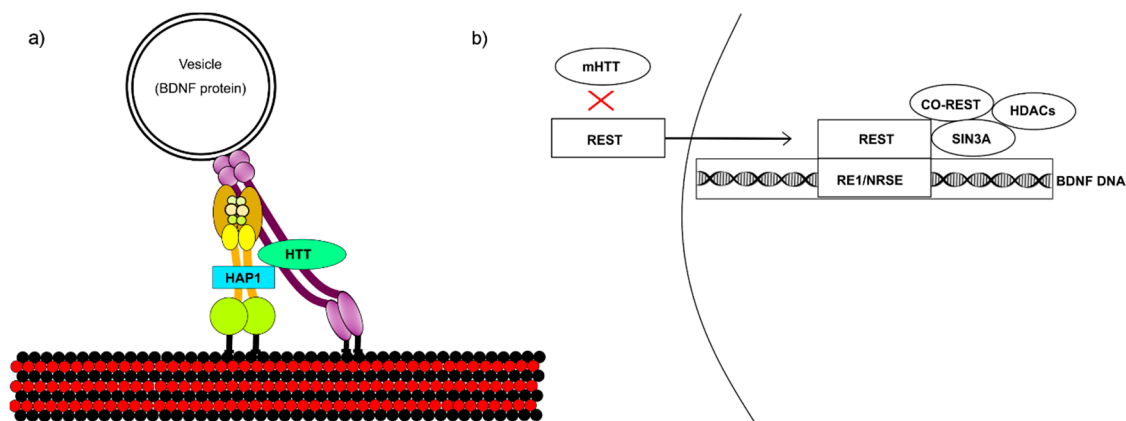 a)
Vesicle
(BDNF protein)
HTT
HAP1
b)
mHTT
REST
CO-REST
HDACs
REST
SIN3A
RE1/NRSE
BDNF DNA